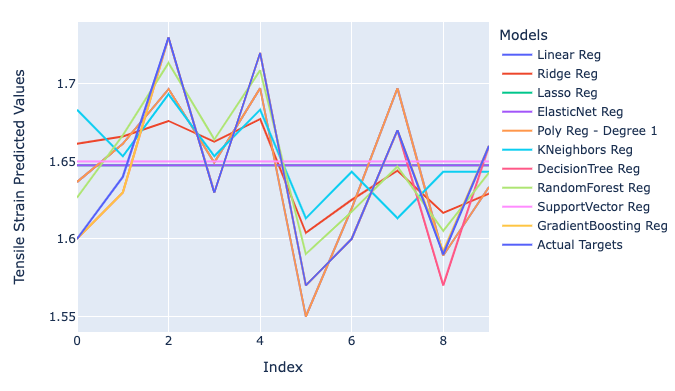 Models
Linear Reg
Ridge Reg
Lasso Reg
ElasticNet Reg
Poly Reg - Degree 1
KNeighbors Reg
DecisionTree Reg
RandomForest Reg
SupportVector Reg
GradientBoosting Reg
Actual Targets
Tensile Strain Predicted Values
1.7
1.65
1.6
1.55
0
2
4
6
8
Index